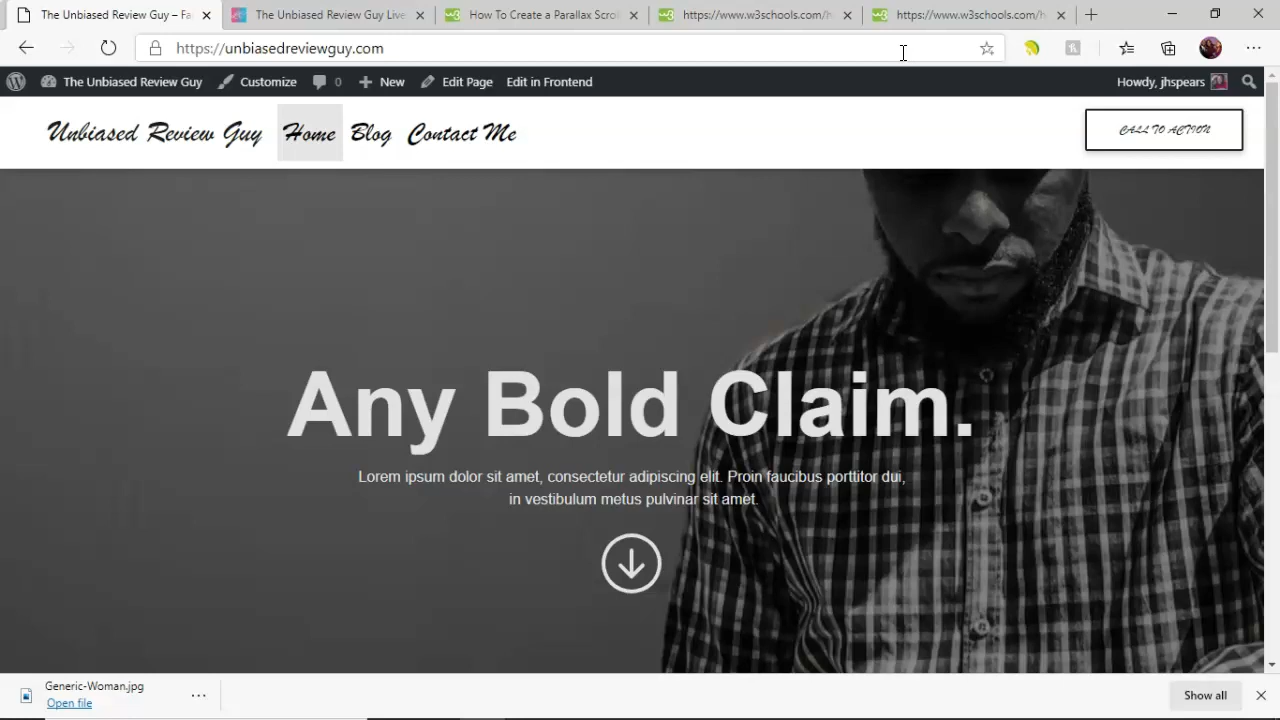 The Unbiased Review Guy – Fa
The Unbiased Review Guy Live
How To Create a Parallax Scrol
https://www.w3schools.com/h
https://www.w3schools.com/h
https://unbiasedreviewguy.com
The Unbiased Review Guy Customize 0 New Edit Page Edit in Frontend Howdy, jhspears
Unbiased Review Guy Home Blog Contact Me CALL TO ACTION
Any Bold Claim.
Lorem ipsum dolor sit amet, consectetur adipiscing elit. Proin faucibus porttitor dui,
in vestibulum metus pulvinar sit amet.
Generic-Woman.jpg
Open file
Show all